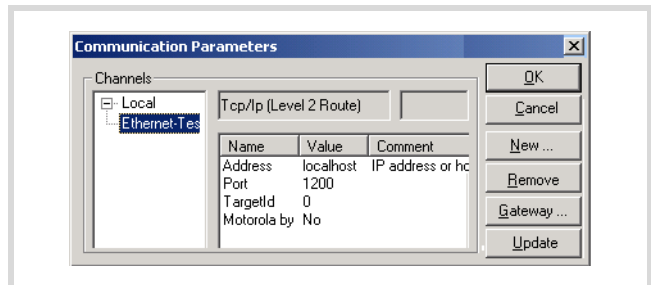 Communication Parameters
Channels
Local
Ethernet-Tes
Tcp/Ip (Level 2 Route)
Name Value Comment
Address localhost IP address or ho
Port 1200
TargetId 0
Motorola by No
OK
Cancel
New ...
Remove
Gateway ...
Update